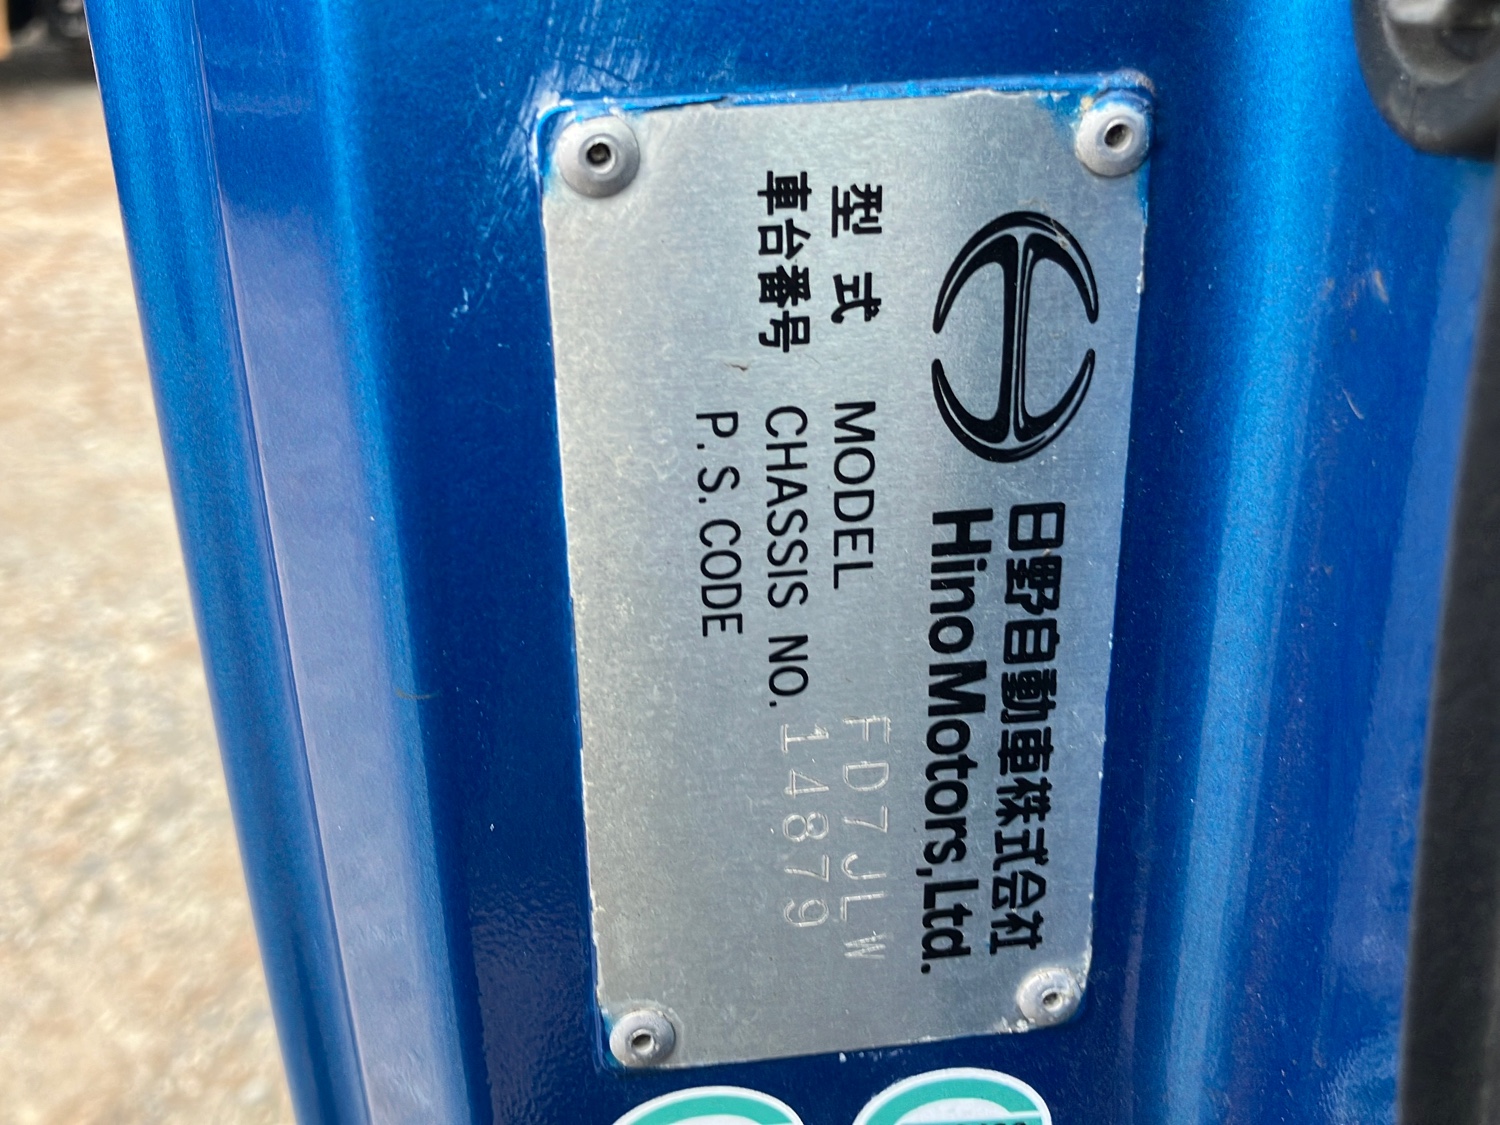 日野自動車株式会社
Hino Motors, Ltd.
型式 MODEL FD7JLW
車台番号 CHASSIS NO. 14879
P.S. CODE